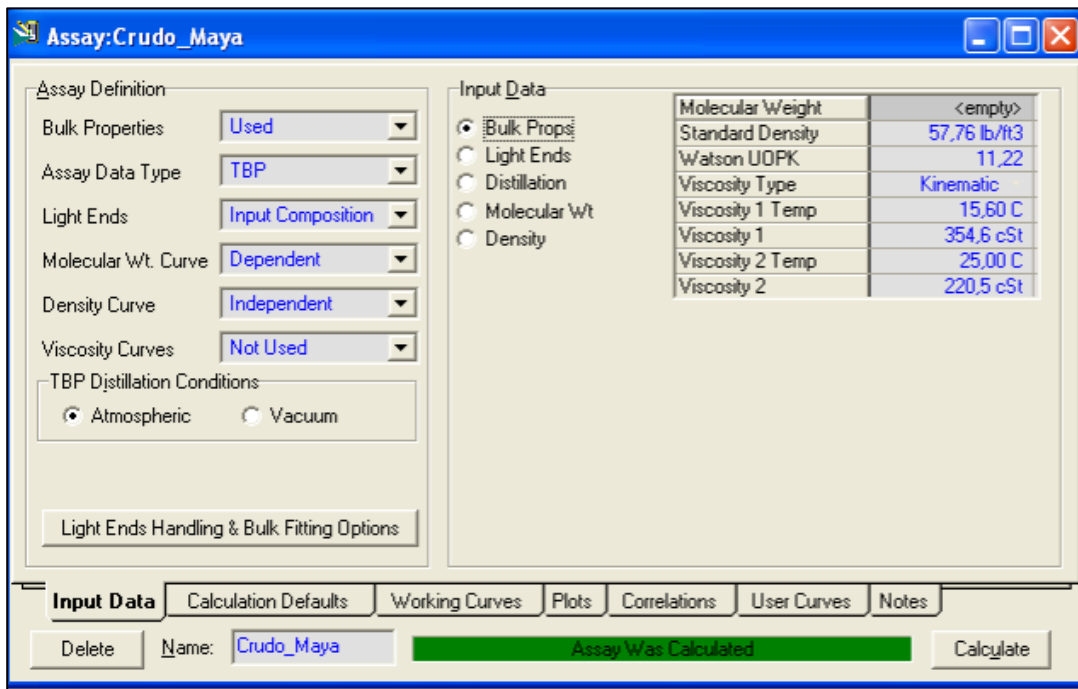 Assay:Crudo_Maya
Assay Definition
Bulk Properties Used
Assay Data Type TBP
Light Ends Input Composition
Molecular Wt. Curve Dependent
Density Curve Independent
Viscosity Curves Not Used
TBP Distillation Conditions
Atmospheric Vacuum
Light Ends Handling & Bulk Fitting Options
Input Data
Bulk Props
Light Ends
Distillation
Molecular Wt
Density
Molecular Weight <empty>
Standard Density 57,76 lb/ft3
Watson UOPK 11,22
Viscosity Type Kinematic
Viscosity 1 Temp 15,60 C
Viscosity 1 354,6 cSt
Viscosity 2 Temp 25,00 C
Viscosity 2 220,5 cSt
Input Data Calculation Defaults Working Curves Plots Correlations User Curves Notes
Delete Name: Crudo_Maya Assay Was Calculated Calculate